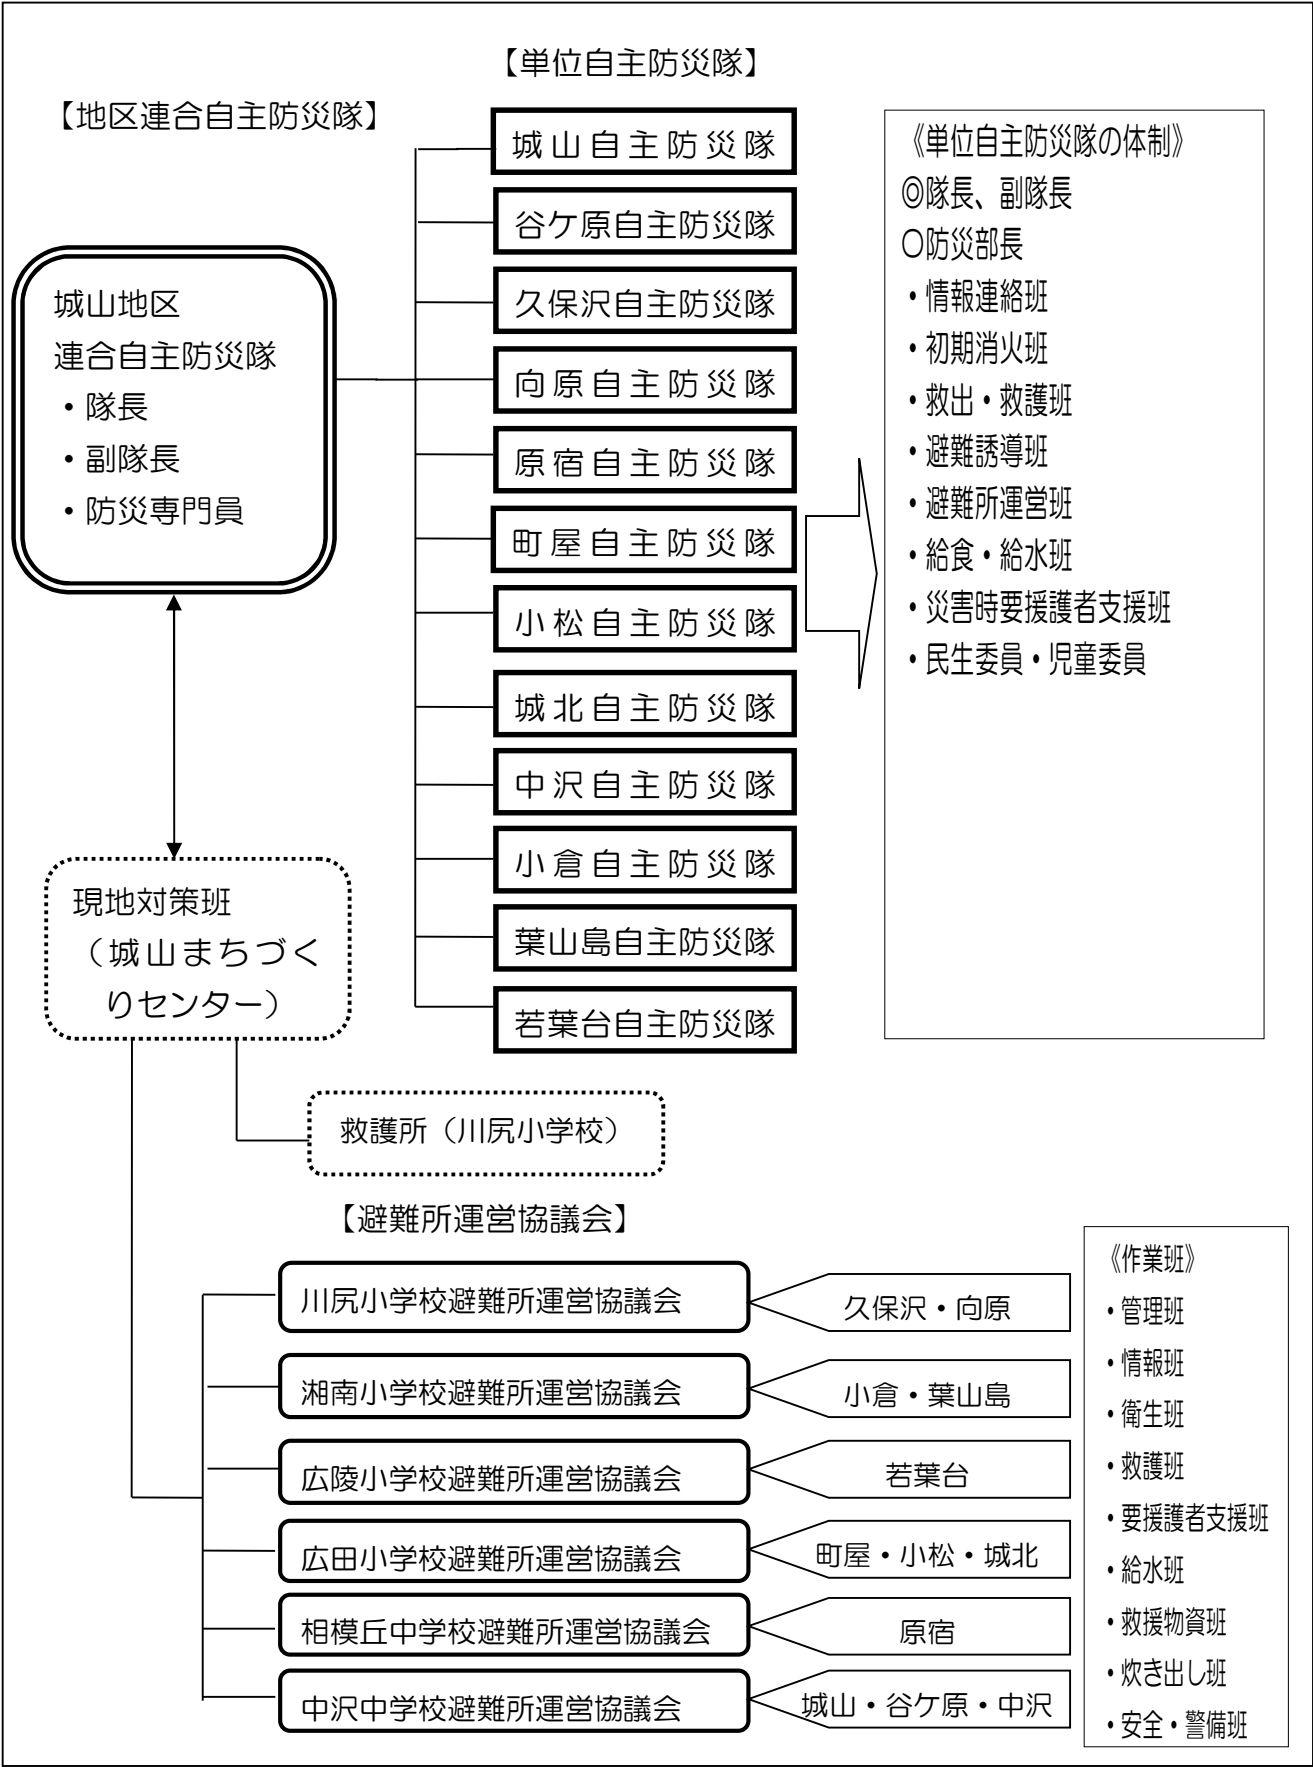 【単位自主防災隊】
【地区連合自主防災隊】
城山地区
連合自主防災隊
・隊長
・副隊長
・防災専門員
城山自主防災隊
谷ケ原自主防災隊
久保沢自主防災隊
向原自主防災隊
原宿自主防災隊
町屋自主防災隊
小松自主防災隊
城北自主防災隊
中沢自主防災隊
小倉自主防災隊
葉山島自主防災隊
若葉台自主防災隊
《単位自主防災隊の体制》
◎隊長、副隊長
○防災部長
・情報連絡班
・初期消火班
・救出・救護班
・避難誘導班
・避難所運営班
・給食・給水班
・災害時要援護者支援班
・民生委員・児童委員
現地対策班
（城山まちづく
りセンター）
救護所（川尻小学校）
【避難所運営協議会】
川尻小学校避難所運営協議会
久保沢・向原
湘南小学校避難所運営協議会
小倉・葉山島
広陵小学校避難所運営協議会
若葉台
広田小学校避難所運営協議会
町屋・小松・城北
相模丘中学校避難所運営協議会
原宿
中沢中学校避難所運営協議会
城山・谷ケ原・中沢
《作業班》
・管理班
・情報班
・衛生班
・救護班
・要援護者支援班
・給水班
・救援物資班
・炊き出し班
・安全・警備班